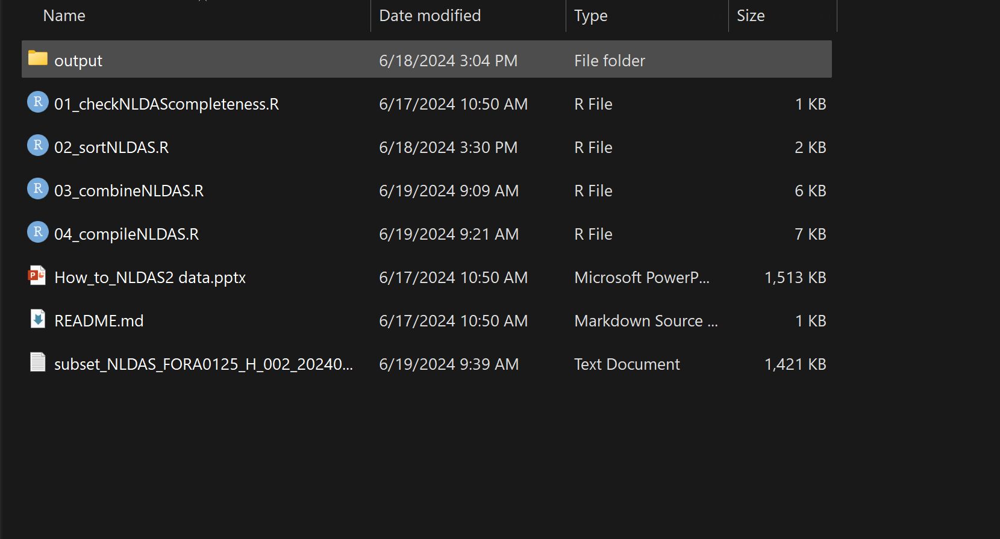 Name Date modified Type Size
output 6/18/2024 3:04 PM File folder
R 01_checkNLDAScompleteness.R 6/17/2024 10:50 AM R File 1 KB
R 02_sortNLDAS.R 6/18/2024 3:30 PM R File 2 KB
R 03_combineNLDAS.R 6/19/2024 9:09 AM R File 6 KB
R 04_compileNLDAS.R 6/19/2024 9:21 AM R File 7 KB
P How_to_NLDAS2 data.pptx 6/17/2024 10:50 AM Microsoft PowerP... 1,513 KB
README.md 6/17/2024 10:50 AM Markdown Source ... 1 KB
subset_NLDAS_FORA0125_H_002_20240... 6/19/2024 9:39 AM Text Document 1,421 KB